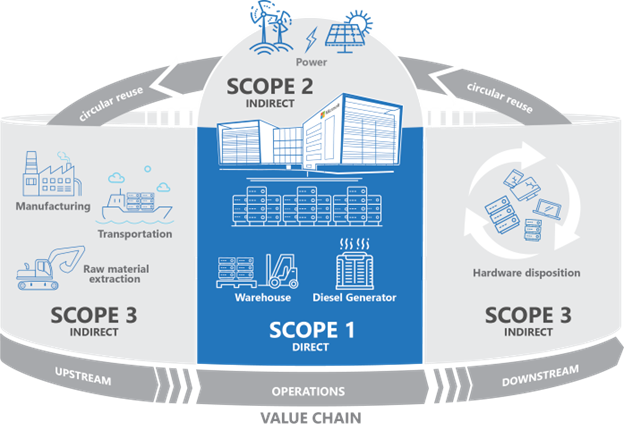 Power
SCOPE 2
INDIRECT
circular reuse
circular reuse
Microsoft
Manufacturing
Transportation
Raw material
extraction
SCOPE 3
INDIRECT
Warehouse
Diesel Generator
SCOPE 1
DIRECT
Hardware disposition
SCOPE 3
INDIRECT
UPSTREAM
OPERATIONS
DOWNSTREAM
VALUE CHAIN